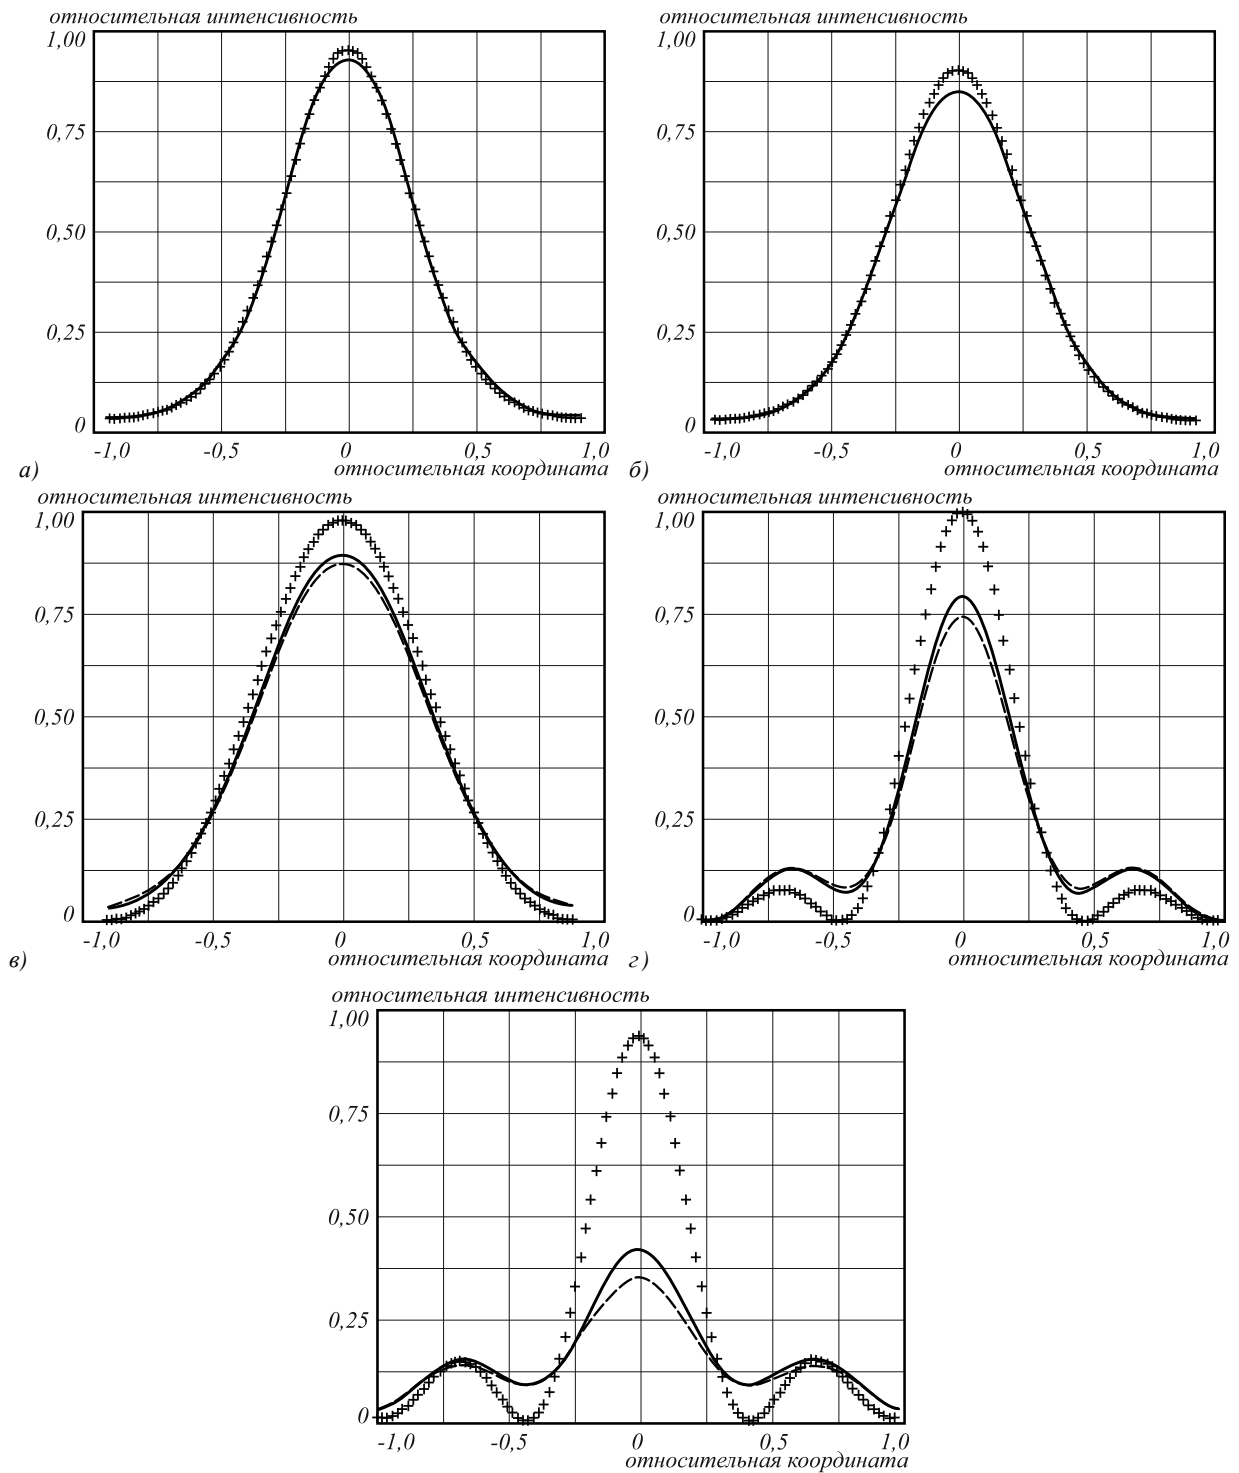 относительная интенсивность
1,00
0,75
0,50
0,25
0
-1,0 -0,5 0 0,5 1,0
а) относительная координата
относительная интенсивность
1,00
0,75
0,50
0,25
0
-1,0 -0,5 0 0,5 1,0
б) относительная координата
относительная интенсивность
1,00
0,75
0,50
0,25
0
-1,0 -0,5 0 0,5 1,0
в) относительная координата
относительная интенсивность
1,00
0,75
0,50
0,25
0
-1,0 -0,5 0 0,5 1,0
г) относительная координата
относительная интенсивность
1,00
0,75
0,50
0,25
0
-1,0 -0,5 0 0,5 1,0
относительная координата